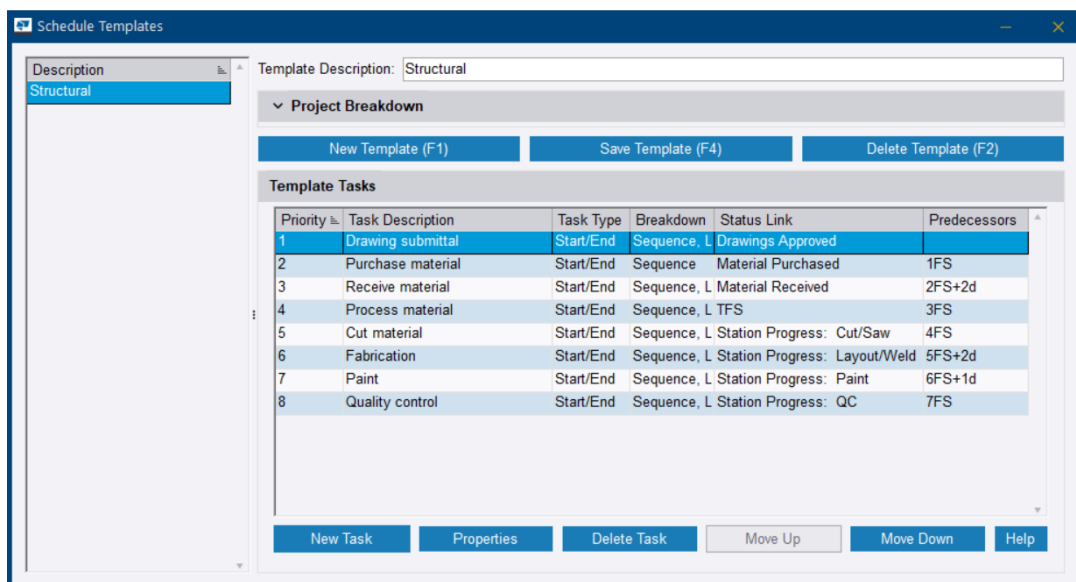 Schedule Templates
Description
Structural
Template Description: Structural
Project Breakdown
New Template (F1) Save Template (F4) Delete Template (F2)
Template Tasks
Priority Task Description Task Type Breakdown Status Link Predecessors
1 Drawing submittal Start/End Sequence, L Drawings Approved
2 Purchase material Start/End Sequence Material Purchased 1FS
3 Receive material Start/End Sequence, L Material Received 2FS+2d
4 Process material Start/End Sequence, L TFS 3FS
5 Cut material Start/End Sequence, L Station Progress: Cut/Saw 4FS
6 Fabrication Start/End Sequence, L Station Progress: Layout/Weld 5FS+2d
7 Paint Start/End Sequence, L Station Progress: Paint 6FS+1d
8 Quality control Start/End Sequence, L Station Progress: QC 7FS
New Task Properties Delete Task Move Up Move Down Help